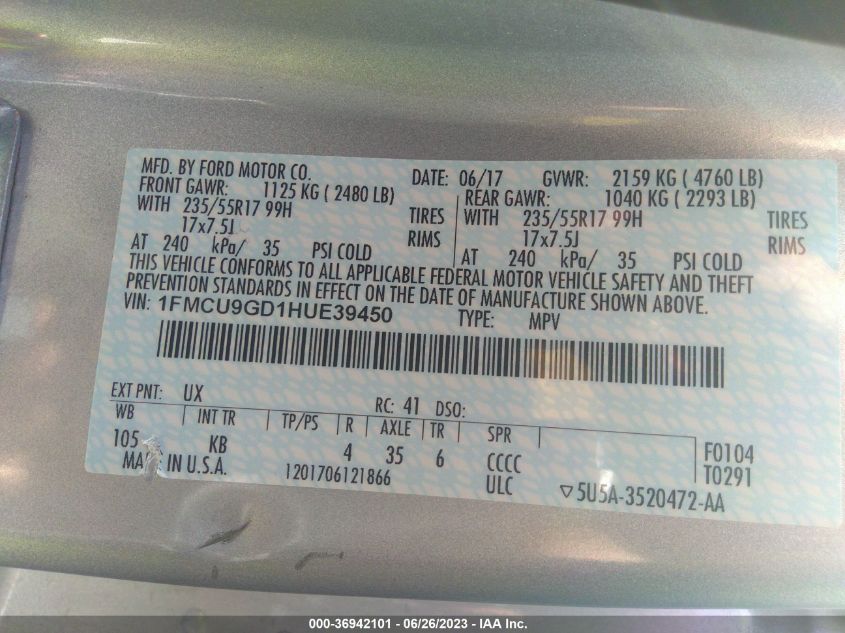 MFD. BY FORD MOTOR CO. DATE: 06/17 GVWR: 2159 KG ( 4760 LB)
FRONT GAWR: 1125 KG ( 2480 LB) REAR GAWR: 1040 KG ( 2293 LB)
WITH 235/55R17 99H TIRES WITH 235/55R17 99H TIRES
17x7.5J RIMS 17x7.5J RIMS
AT 240 kPa/ 35 PSI COLD AT 240 kPa/ 35 PSI COLD
THIS VEHICLE CONFORMS TO ALL APPLICABLE FEDERAL MOTOR VEHICLE SAFETY AND THEFT
PREVENTION STANDARDS IN EFFECT ON THE DATE OF MANUFACTURE SHOWN ABOVE.
VIN: 1FMCU9GD1HUE39450 TYPE: MPV
EXT PNT: UX RC: 41 DSO:
WB INT TR TP/PS R AXLE TR SPR
105 KB 4 35 6 CCCC F0104
IN U.S.A. 1201706121866 ULC T0291
▽5U5A-3520472-AA
000-36942101 - 06/26/2023 - IAA Inc.